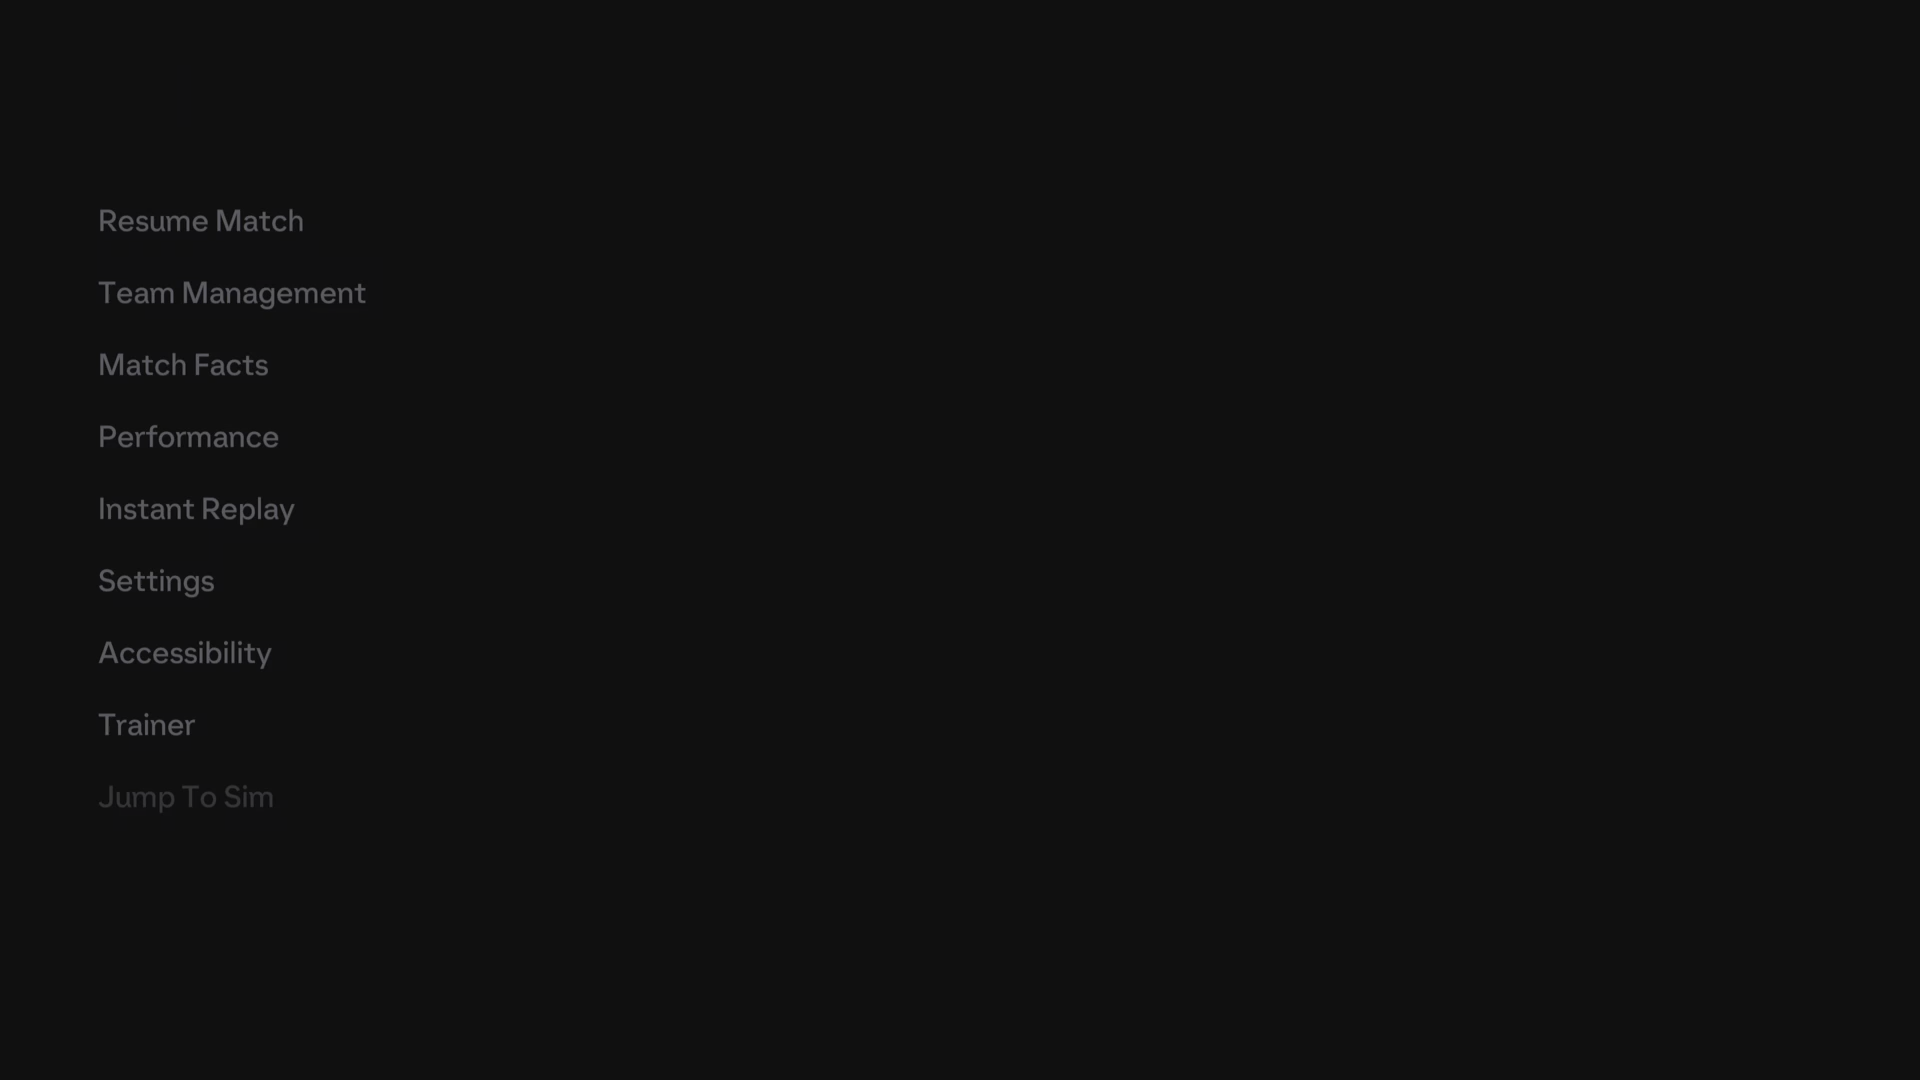 Resume Match
Team Management
Match Facts
Performance
Instant Replay
Settings
Accessibility
Trainer
Jump To Sim